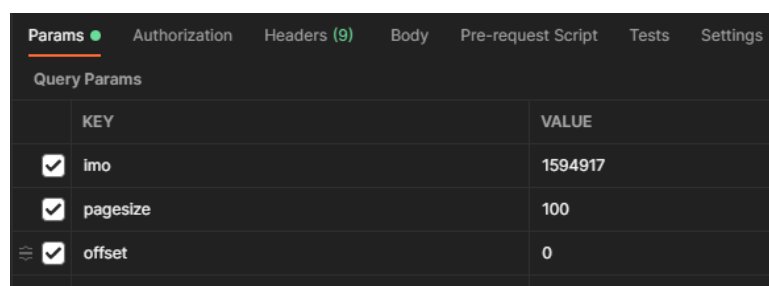 Params Authorization Headers (9) Body Pre-request Script Tests Settings
Query Params
KEY VALUE
imo 1594917
pagesize 100
offset 0